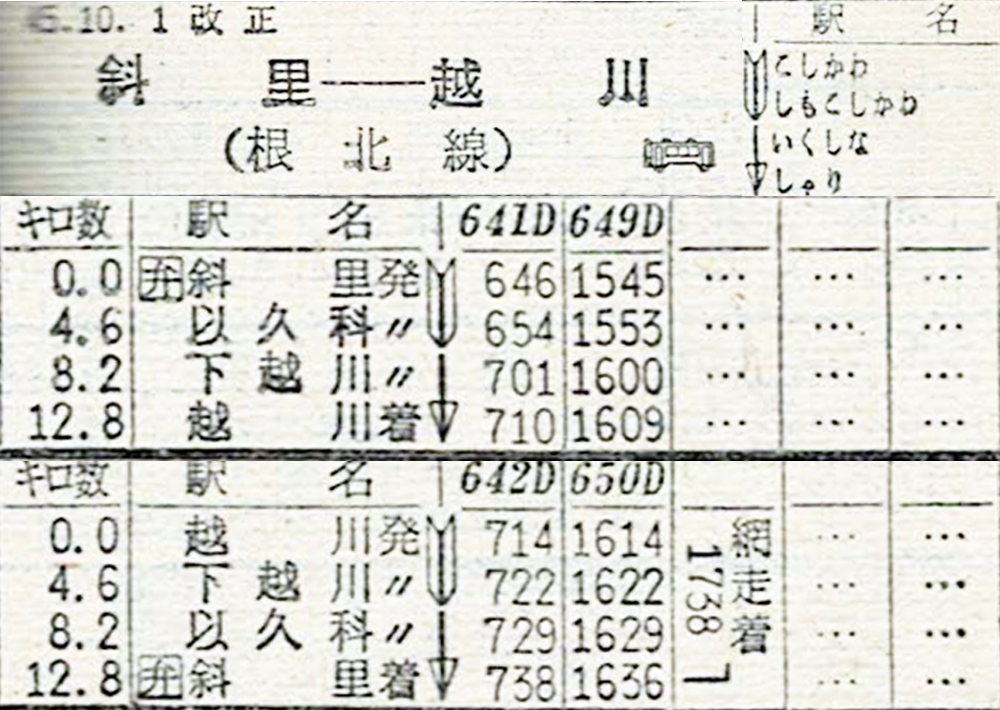 5.10. 1 改 正
斜 里——越 川
(根 北 線)
駅 名
こしかわ
しもこしかわ
いくしな
しゃり
キロ数 駅 名 641D 649D
0.0 弁 斜 里発 646 1545 … … …
4.6 以 久 科〃 654 1553 … … …
8.2 下 越 川〃 701 1600 … … …
12.8 越 川着 710 1609 … … …
キロ数 駅 名 642D 650D
0.0 越 川発 714 1614 … …
4.6 下 越 川〃 722 1622 … …
8.2 以 久 科〃 729 1629 … …
12.8 弁 斜 里着 738 1636 … …
網走着
1738